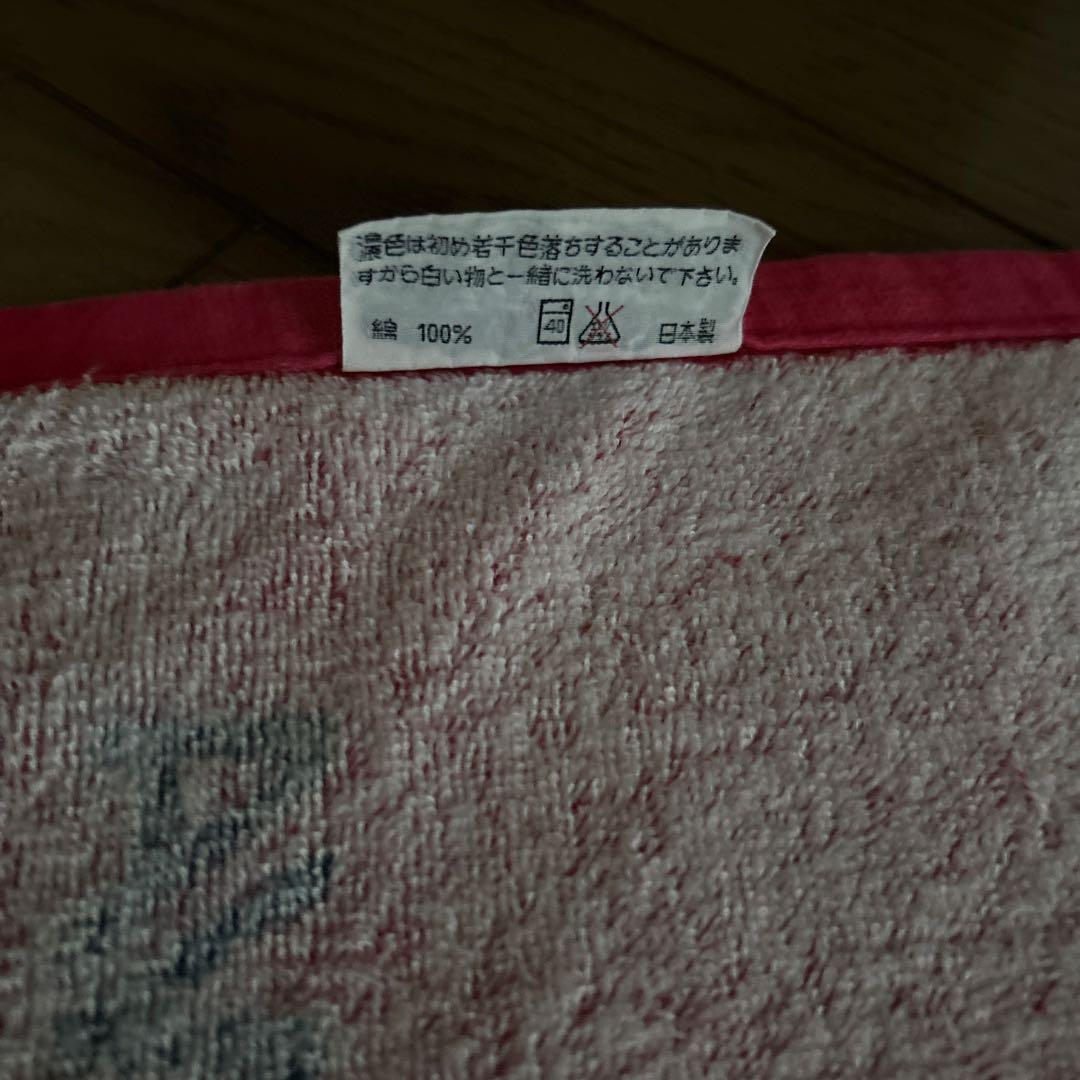 濃色は初め若干色落ちすることがありま
すから白い物と一緒に洗わないで下さい。
綿 100% 40 日本製